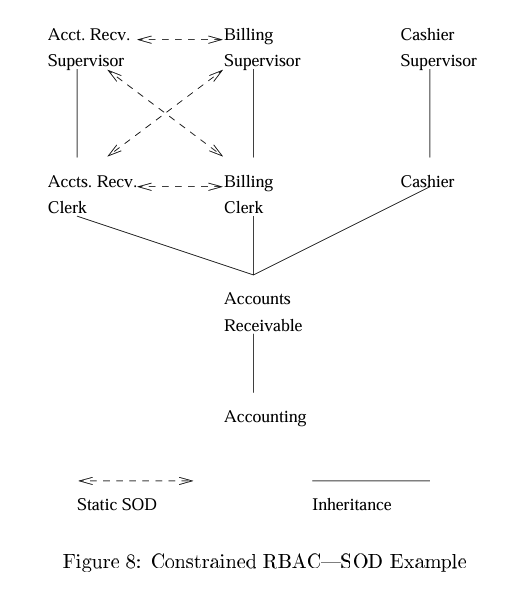 Acct. Recv.
Supervisor
Billing
Supervisor
Cashier
Supervisor
Accts. Recv.
Clerk
Billing
Clerk
Cashier
Accounts
Receivable
Accounting
Static SOD
Inheritance
Figure 8: Constrained RBAC—SOD Example